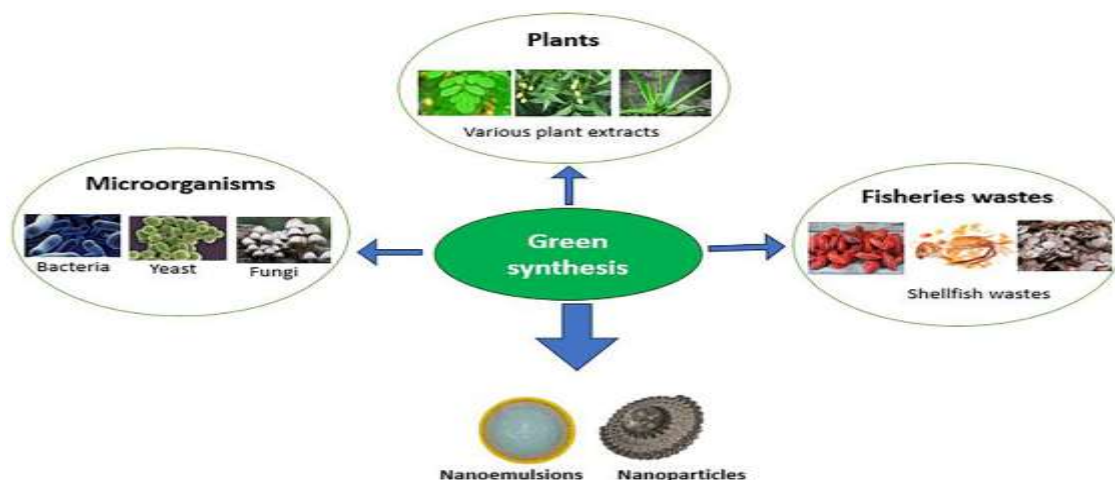 Plants
Various plant extracts
Microorganisms
Bacteria
Yeast
Fungi
Fisheries wastes
Shellfish wastes
Green
synthesis
Nanoemulsions
Nanoparticles